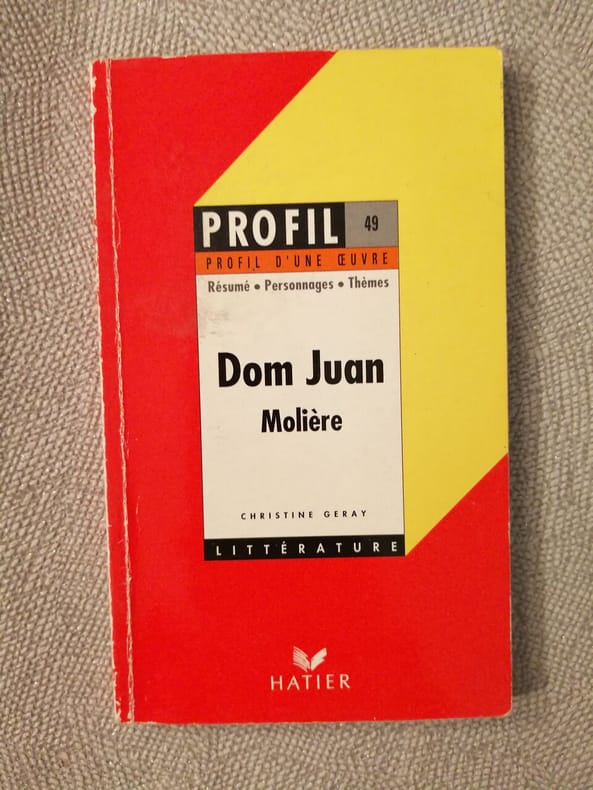 PROFIL 49
PROFIL D'UNE ŒUVRE
Résumé • Personnages • Thèmes
Dom Juan
Molière
CHRISTINE GERAY
LITTÉRATURE
HATIER